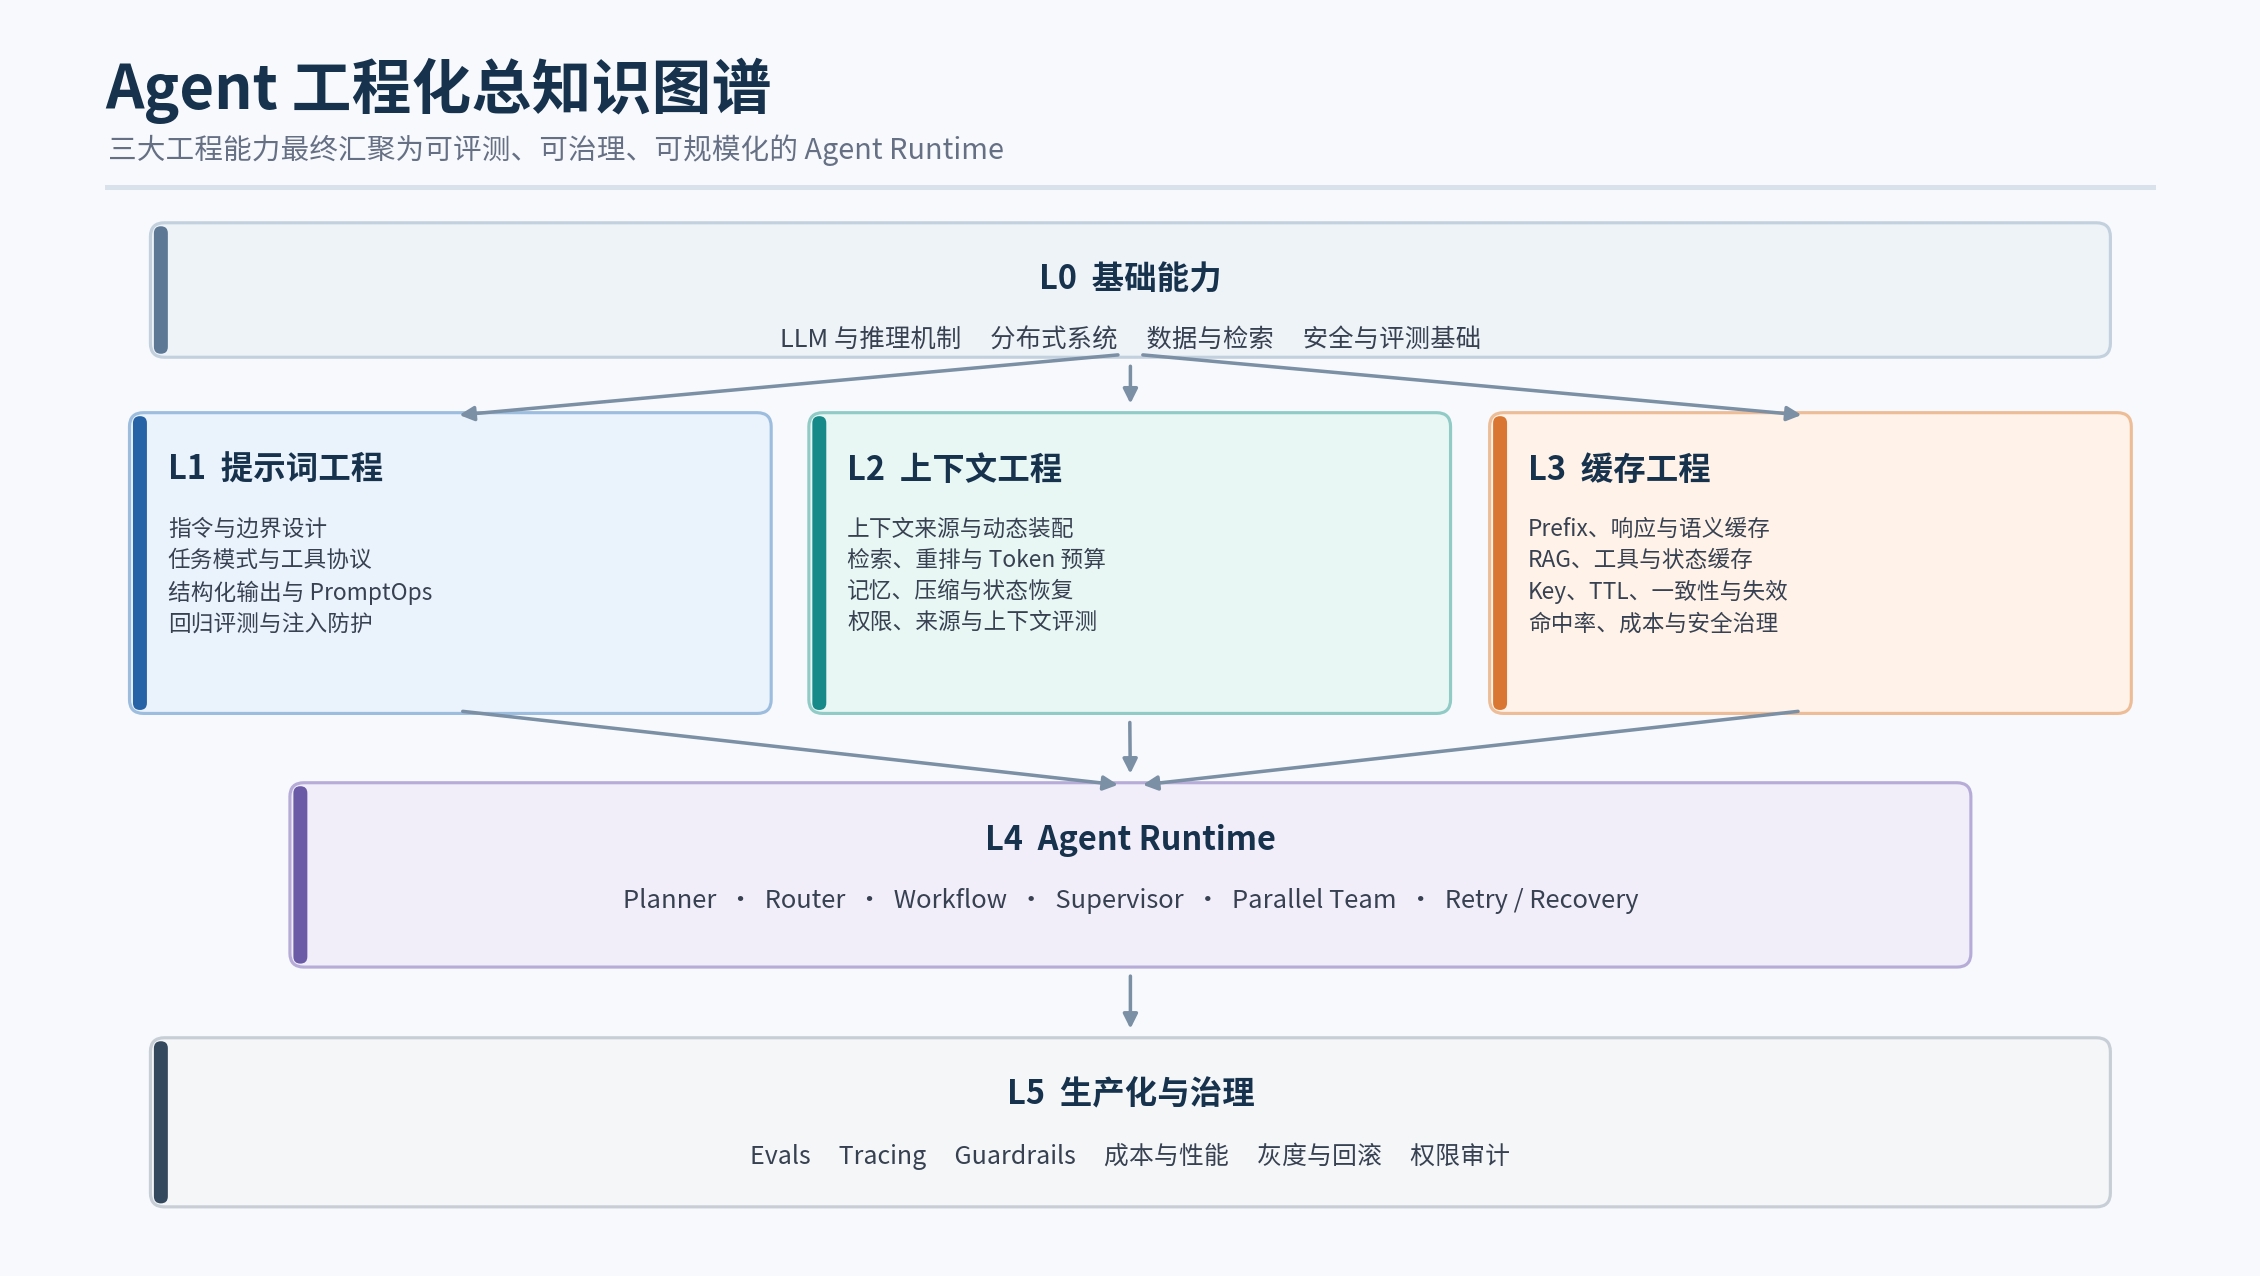 Agent 工程化总知识图谱
三大工程能力最终汇聚为可评测、可治理、可规模化的 Agent Runtime
L0 基础能力
LLM 与推理机制 分布式系统 数据与检索 安全与评测基础
L1 提示词工程
指令与边界设计
任务模式与工具协议
结构化输出与 PromptOps
回归评测与注入防护
L2 上下文工程
上下文来源与动态装配
检索、重排与 Token 预算
记忆、压缩与状态恢复
权限、来源与上下文评测
L3 缓存工程
Prefix、响应与语义缓存
RAG、工具与状态缓存
Key、TTL、一致性与失效
命中率、成本与安全治理
L4 Agent Runtime
Planner · Router · Workflow · Supervisor · Parallel Team · Retry / Recovery
L5 生产化与治理
Evals Tracing Guardrails 成本与性能 灰度与回滚 权限审计